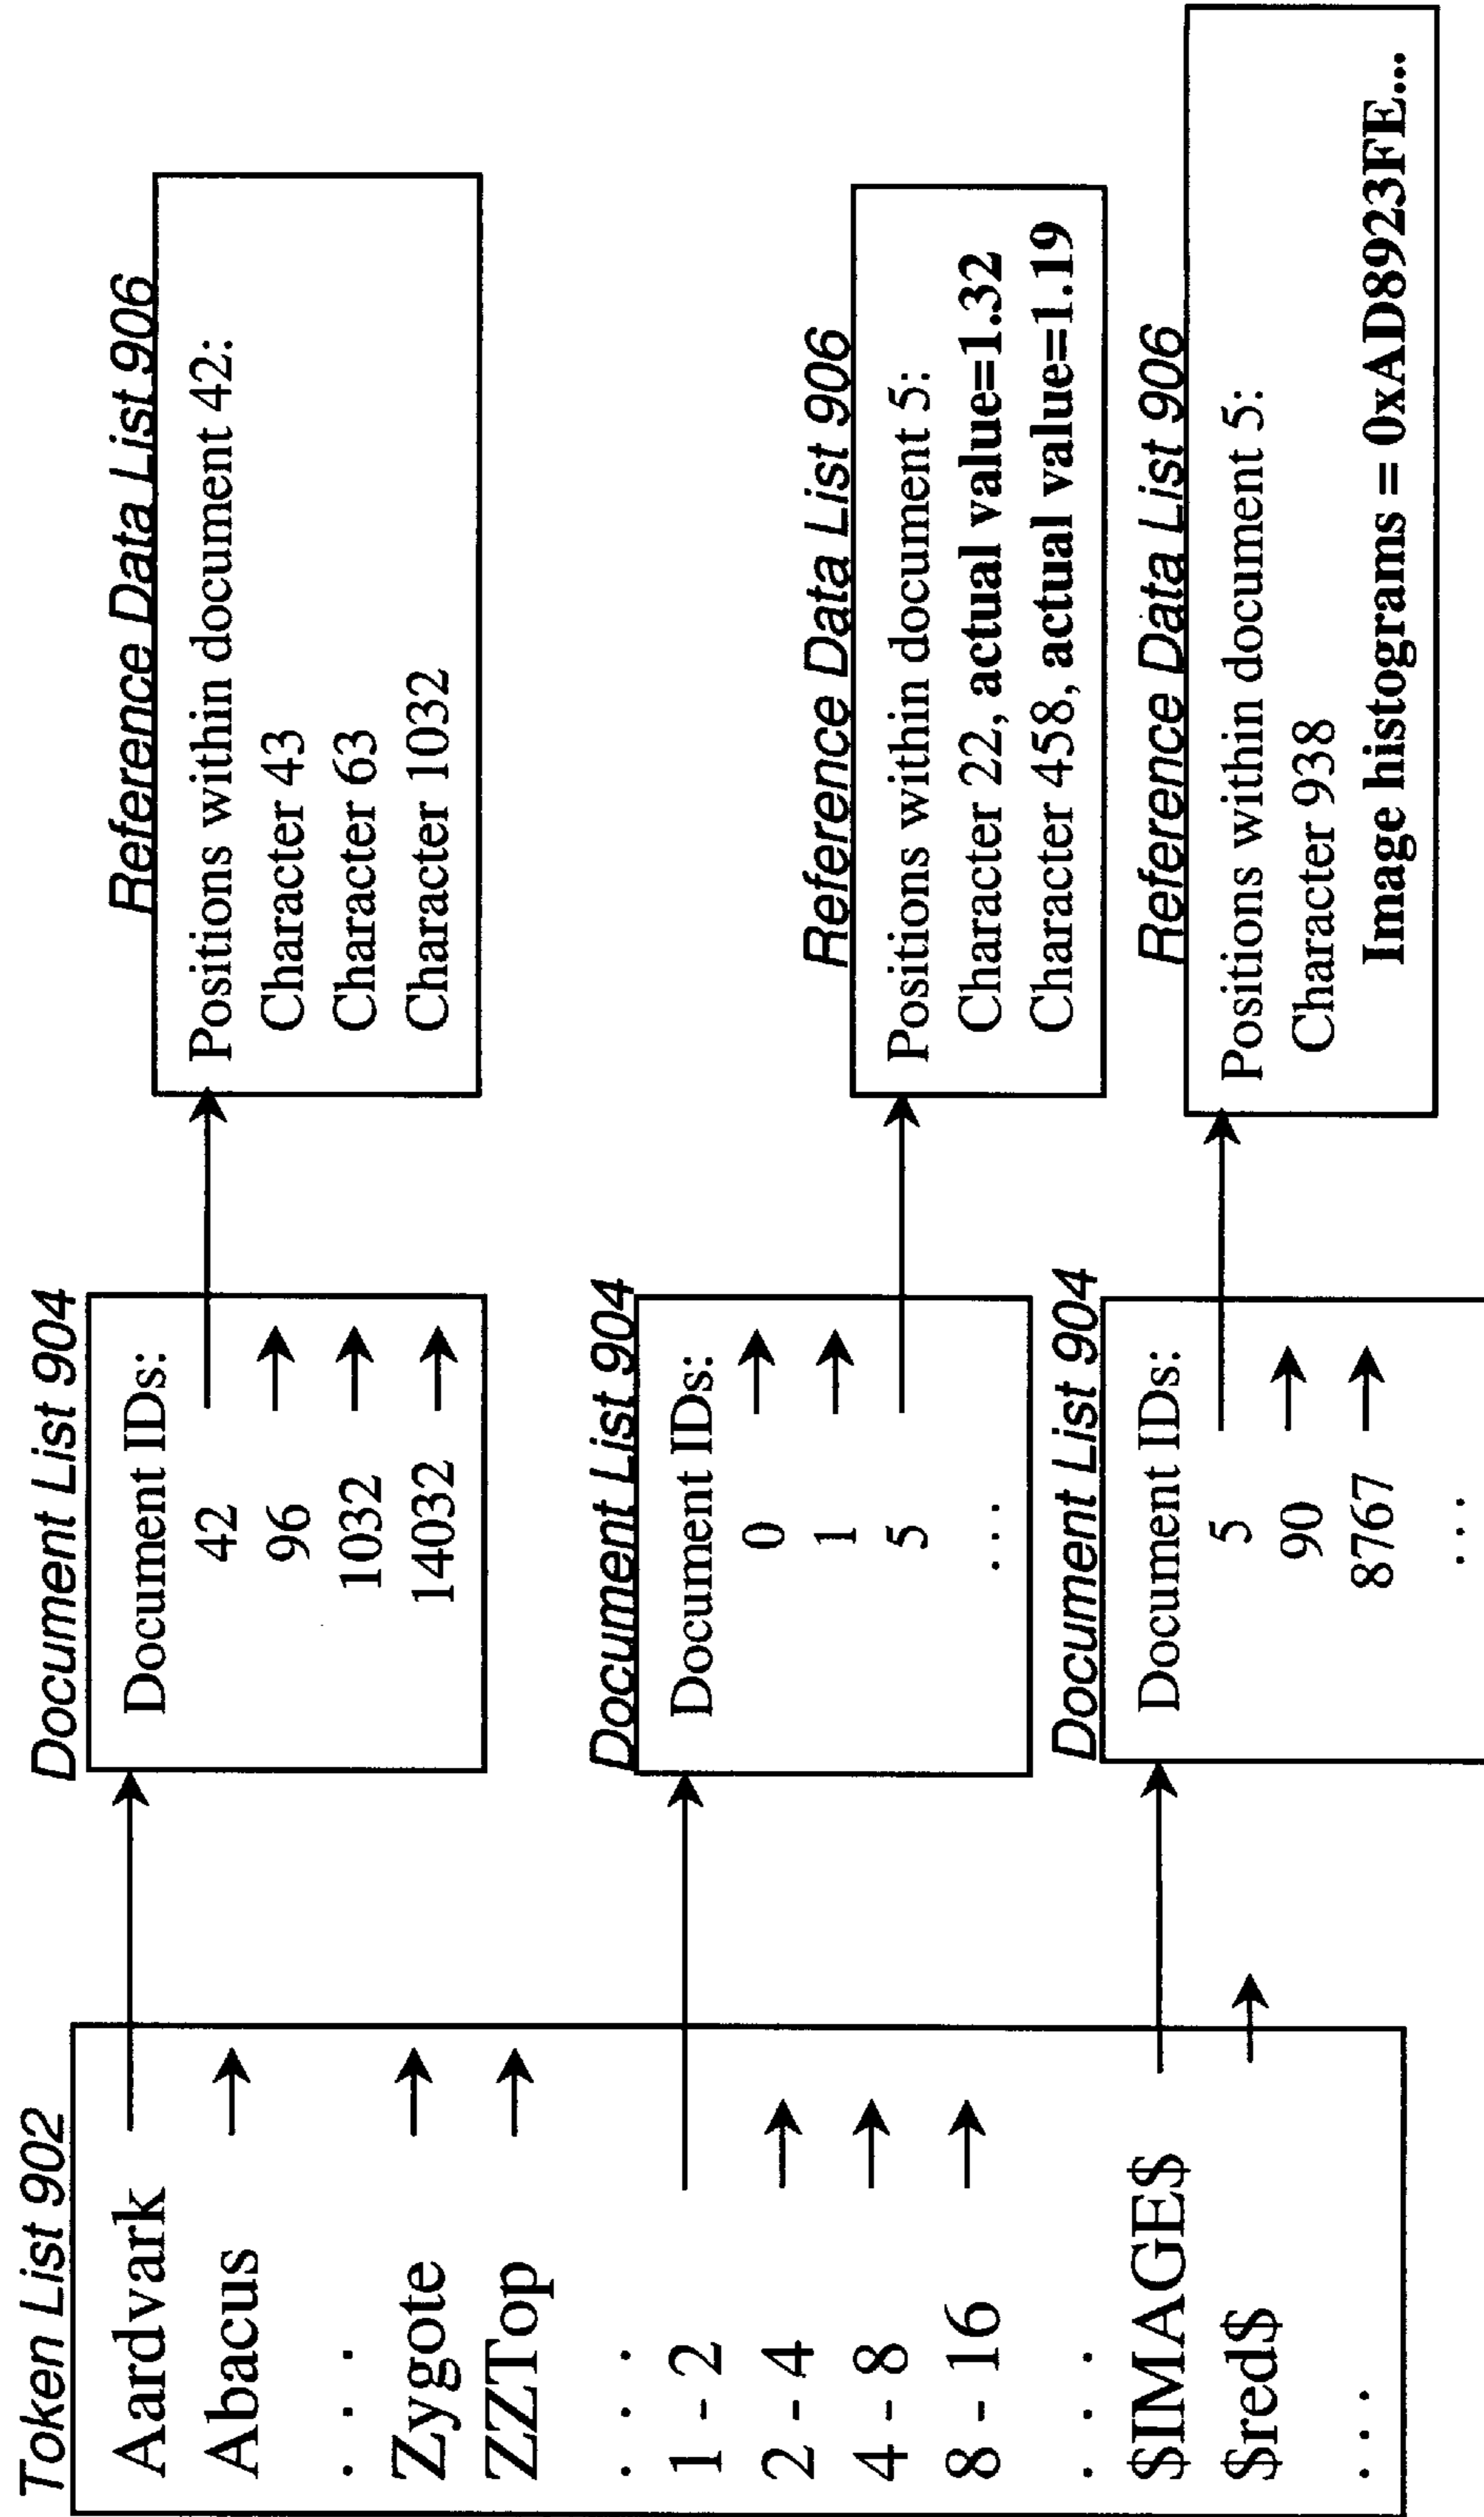 Token List 902
Aardvark
Abacus
. . .
Zygote
ZZTop
. . .
1 - 2
2 - 4
4 - 8
8 - 16
. . .
$IMAGE$
$red$
. . .
Document List 904
Document IDs:
42
96
1032
14032
Reference Data List 906
Positions within document 42:
Character 43
Character 63
Character 1032
Document List 904
Document IDs:
0
1
5
. . .
Reference Data List 906
Positions within document 5:
Character 22, actual value=1.32
Character 458, actual value=1.19
Document List 904
Document IDs:
5
90
8767
. . .
Reference Data List 906
Positions within document 5:
Character 938
Image histograms = 0xAD8923FE...